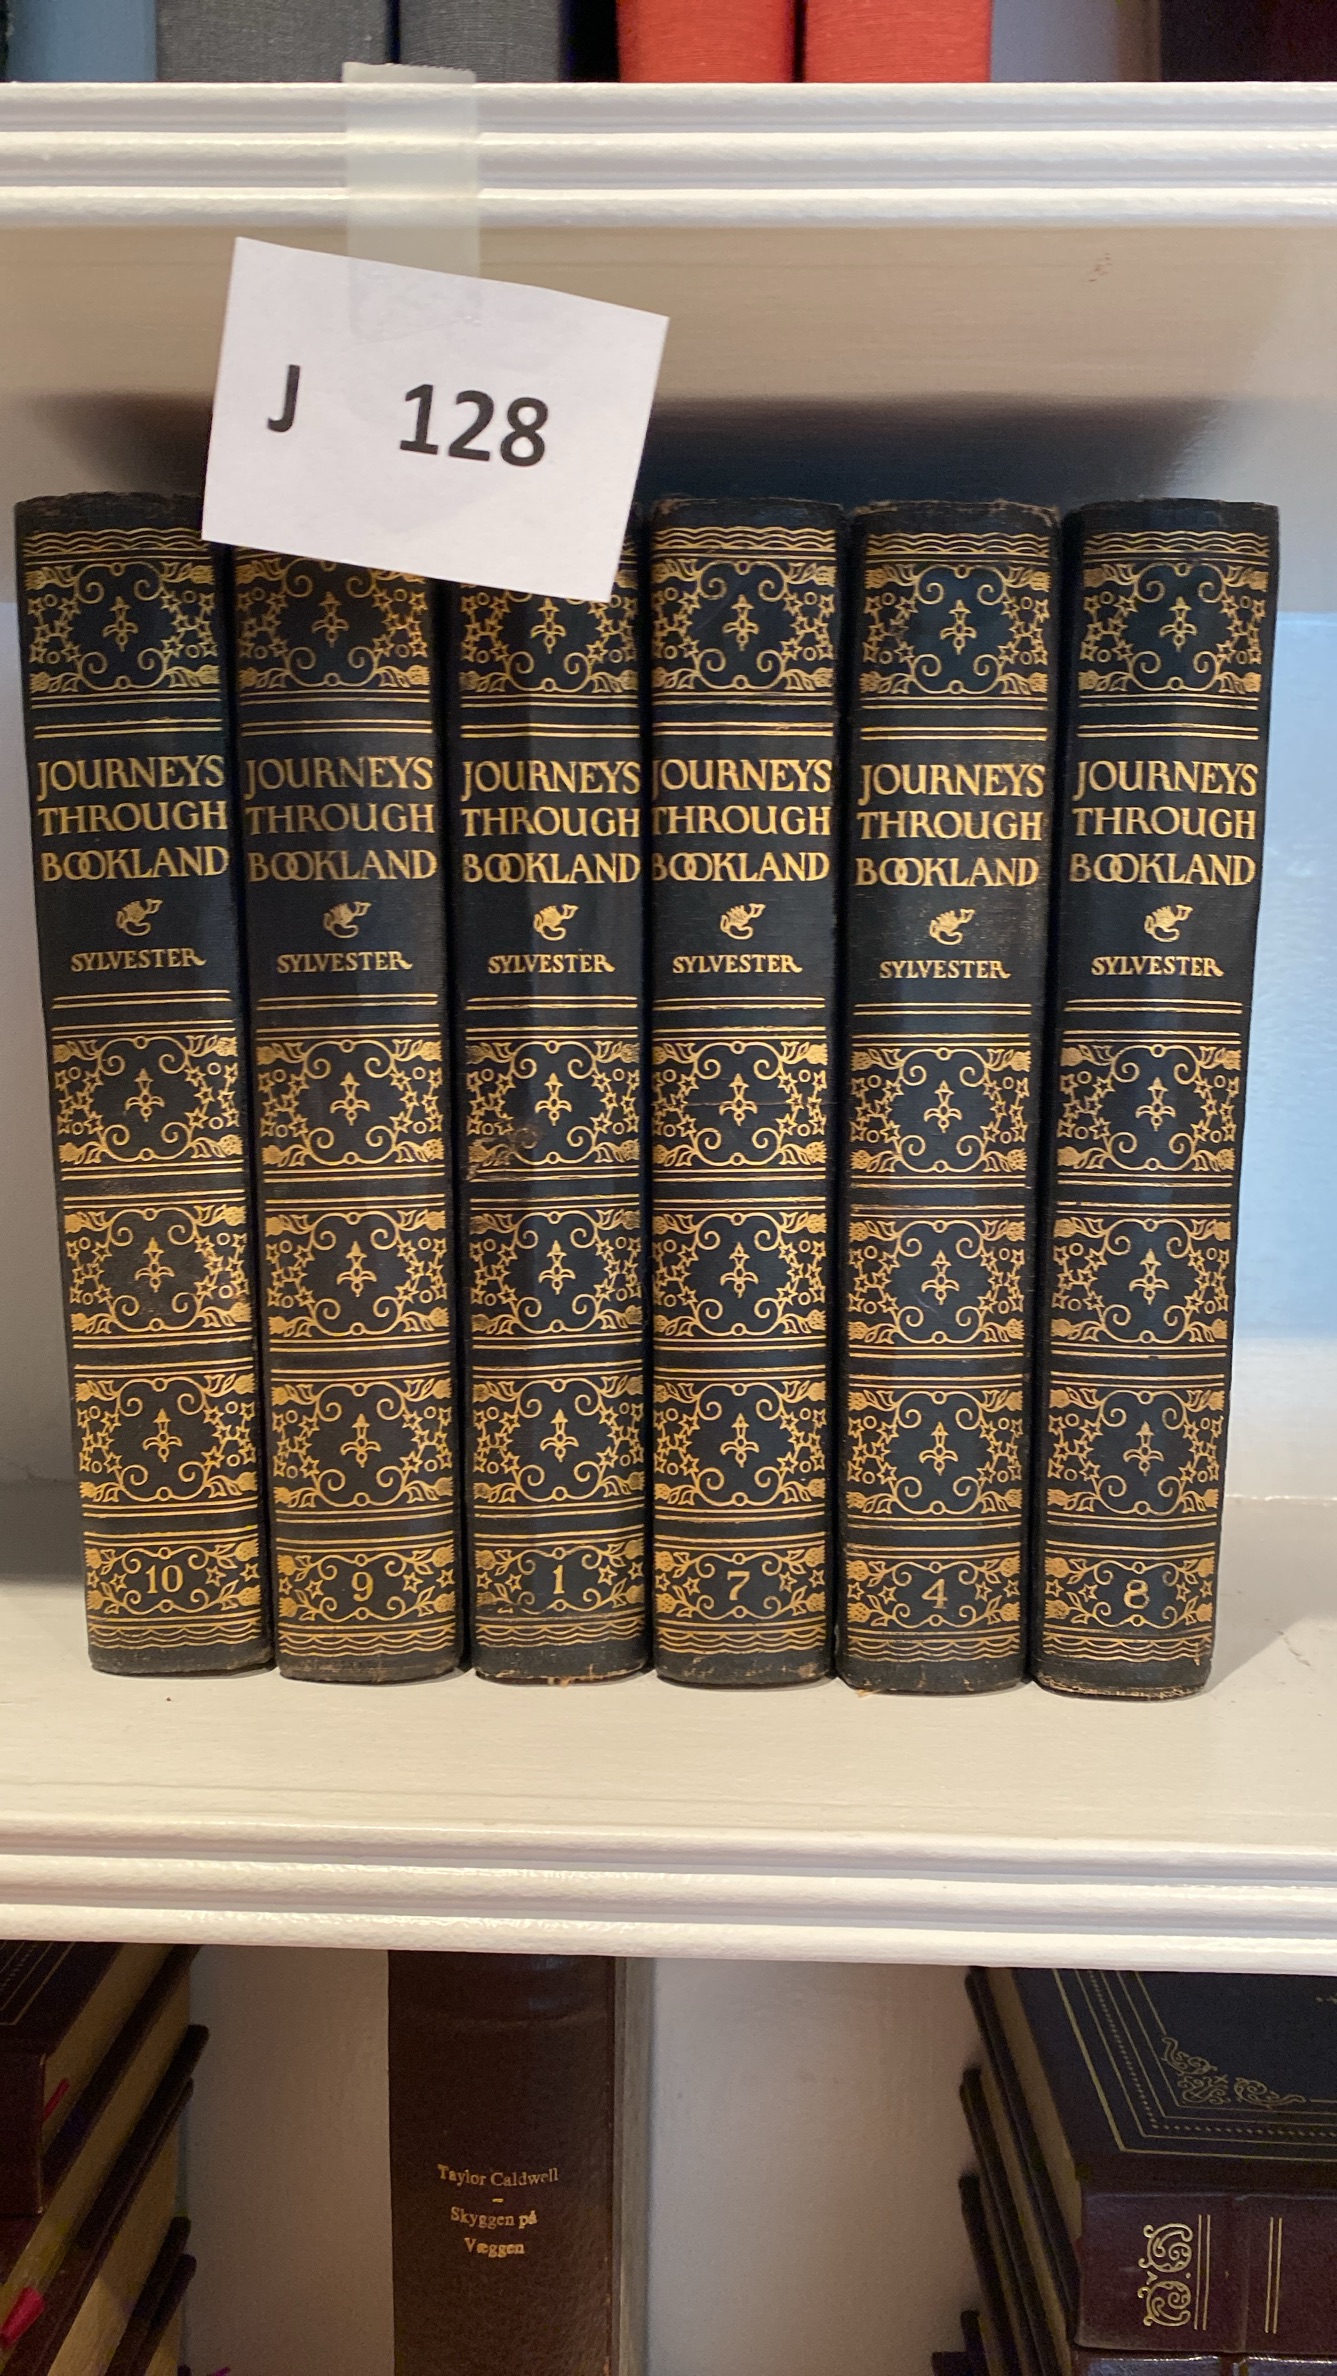 J 128
JOURNEYS
THROUGH
BOOKLAND
SYLVESTER
10
JOURNEYS
THROUGH
BOOKLAND
SYLVESTER
9
JOURNEYS
THROUGH
BOOKLAND
SYLVESTER
1
JOURNEYS
THROUGH
BOOKLAND
SYLVESTER
7
JOURNEYS
THROUGH
BOOKLAND
SYLVESTER
4
JOURNEYS
THROUGH
BOOKLAND
SYLVESTER
8
Taylor Caldwell
–
Skyggen på
Væggen